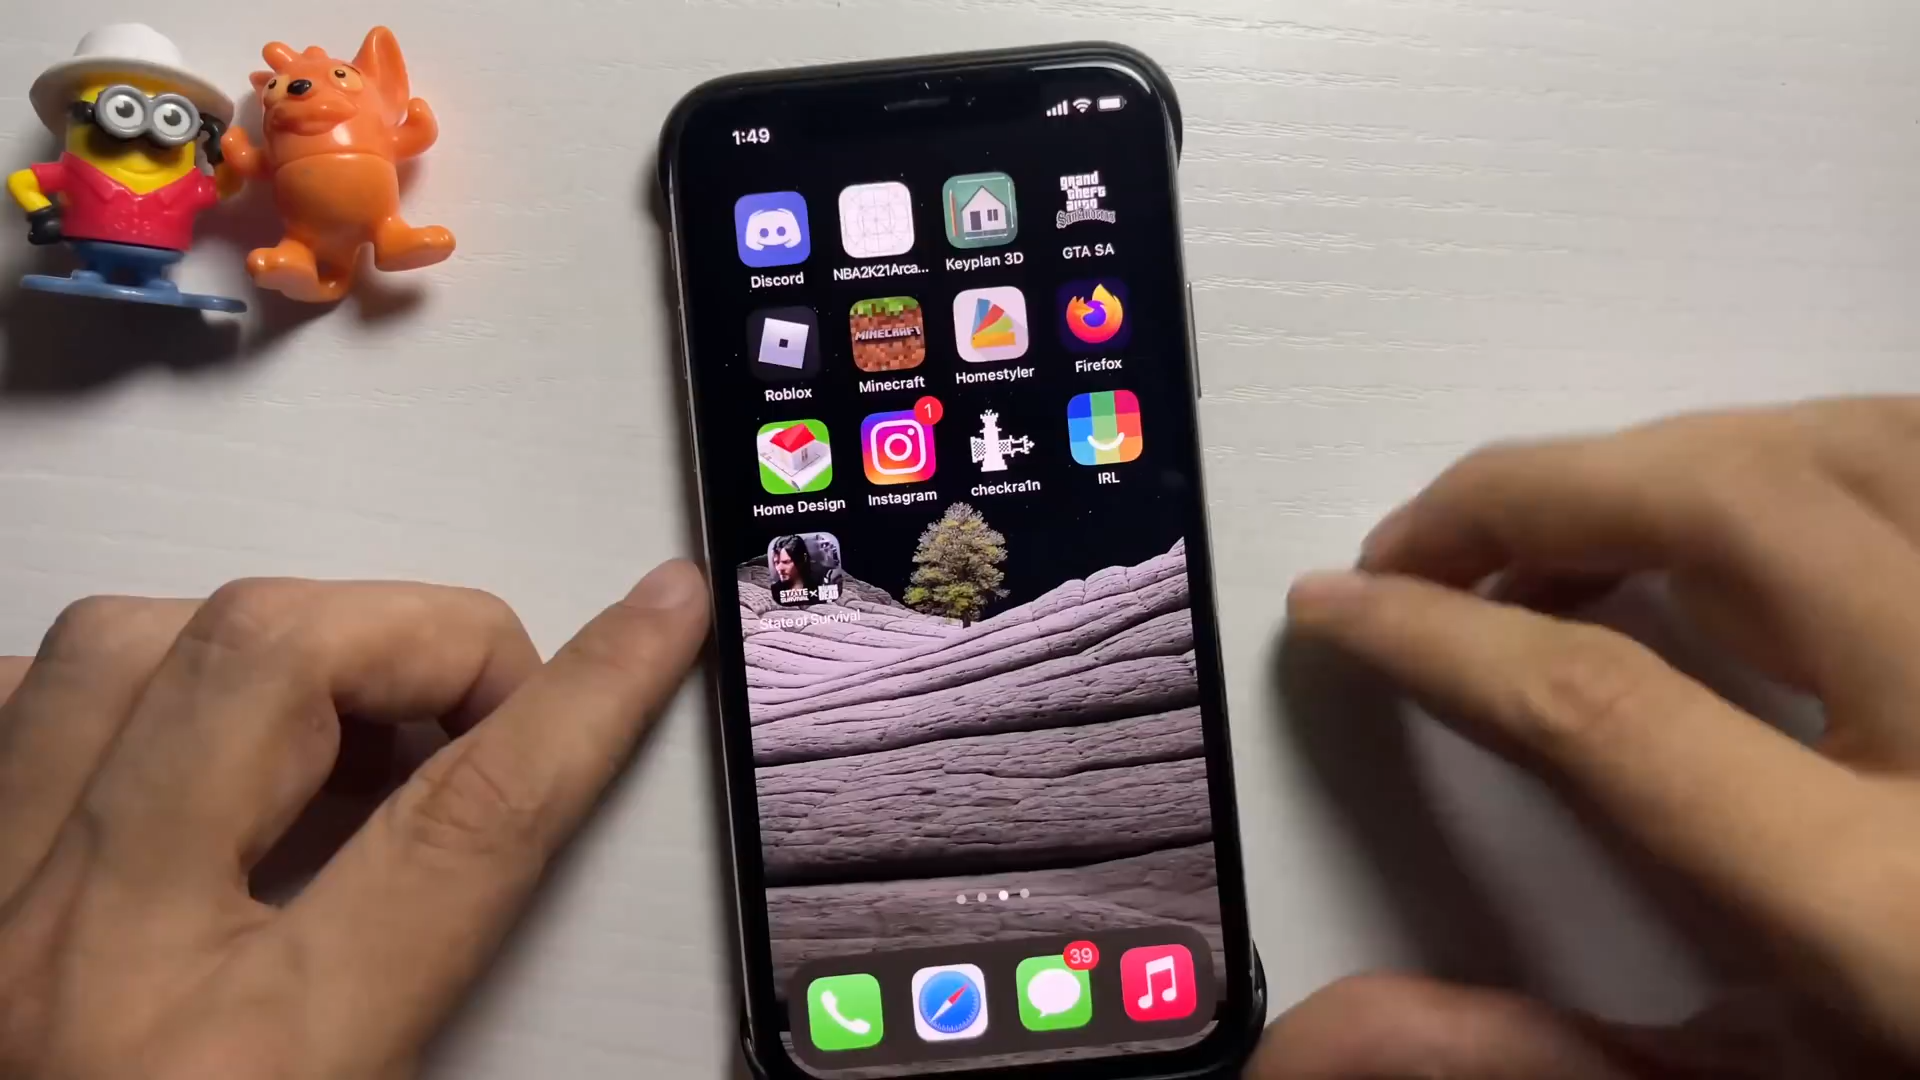 1:49
Discord
NBA2K21Arca...
Keyplan 3D
grand
theft
auto
San Andreas
GTA SA
Roblox
MINECRAFT
Minecraft
Homestyler
Firefox
Home Design
1
Instagram
checkra1n
IRL
STATE
SURVIVAL
X
DEAD
State of Survival
39